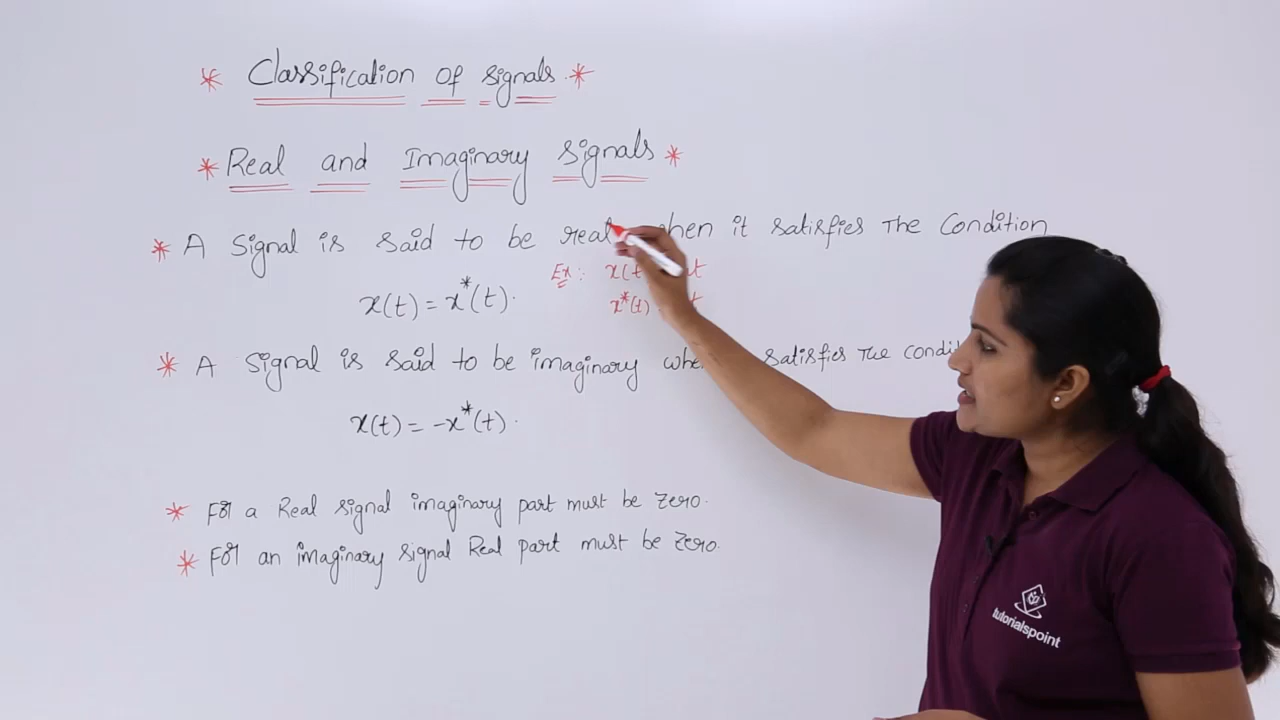 * Classification of signals *
* Real and Imaginary Signals *
* A Signal is said to be real when it satisfies The Condition
Ex :
x(t) = x*(t).
x*(t)
* A Signal is said to be imaginary when satisfies The
x(t) = -x*(t).
* For a Real signal imaginary part must be zero.
* For an imaginary signal Real part must be zero.
tutorialspoint